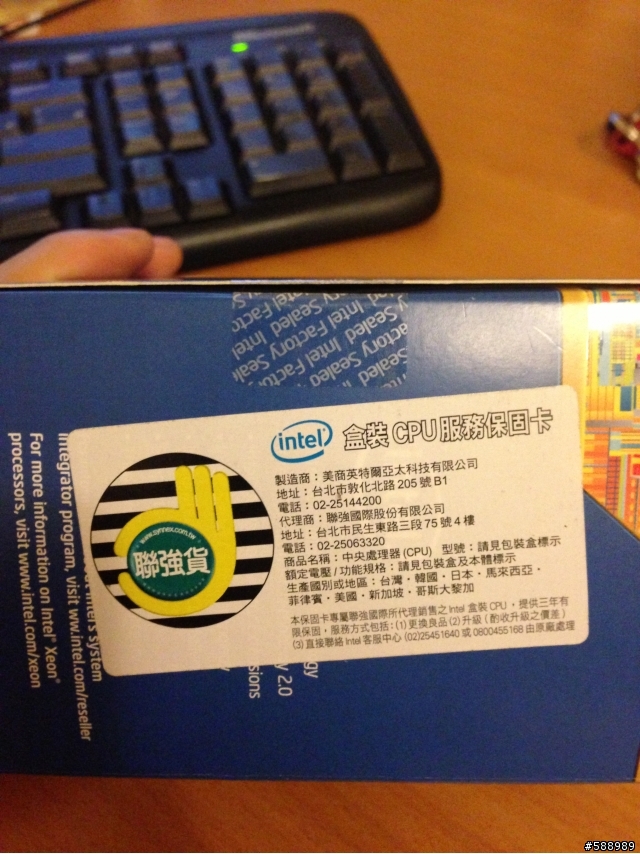 Microsoft
Sealed Intel Factory Seal
Intel Factory Sealed
intel 盒裝CPU服務保固卡
製造商：美商英特爾亞太科技有限公司
地址：台北市敦化北路205號B1
電話：02-25144200
代理商：聯強國際股份有限公司
地址：台北市民生東路三段75號4樓
電話：02-25063320
商品名稱：中央處理器(CPU) 型號：請見包裝盒標示
額定電壓/功能規格：請見包裝盒及本體標示
生產國別或地區：台灣・韓國・日本・馬來西亞・
菲律賓・美國・新加坡・哥斯大黎加
本保固卡專屬聯強國際所代理銷售之Intel盒裝CPU，提供三年有
限保固，服務方式包括：(1)更換良品(2)升級（酌收升級之價差）
(3)直接聯絡Intel客服中心(02)25451640或0800455168由原廠處理
www.synnex.com.tw
聯強貨
system
integrator program, visit www.intel.com/reseller
For more information on Intel® Xeon®
processors, visit www.intel.com/xeon
2.0
#588989